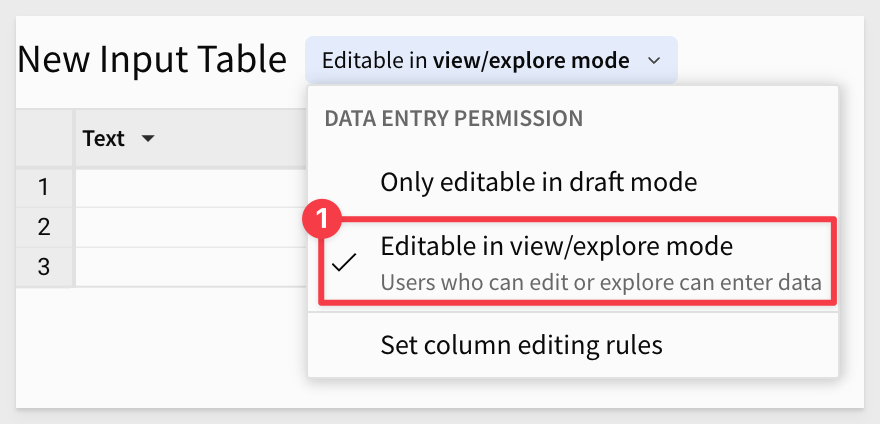 New Input Table
Editable in view/explore mode
DATA ENTRY PERMISSION
Text
Only editable in draft mode
1
1
Editable in view/explore mode
2
Users who can edit or explore can enter data
3
Set column editing rules